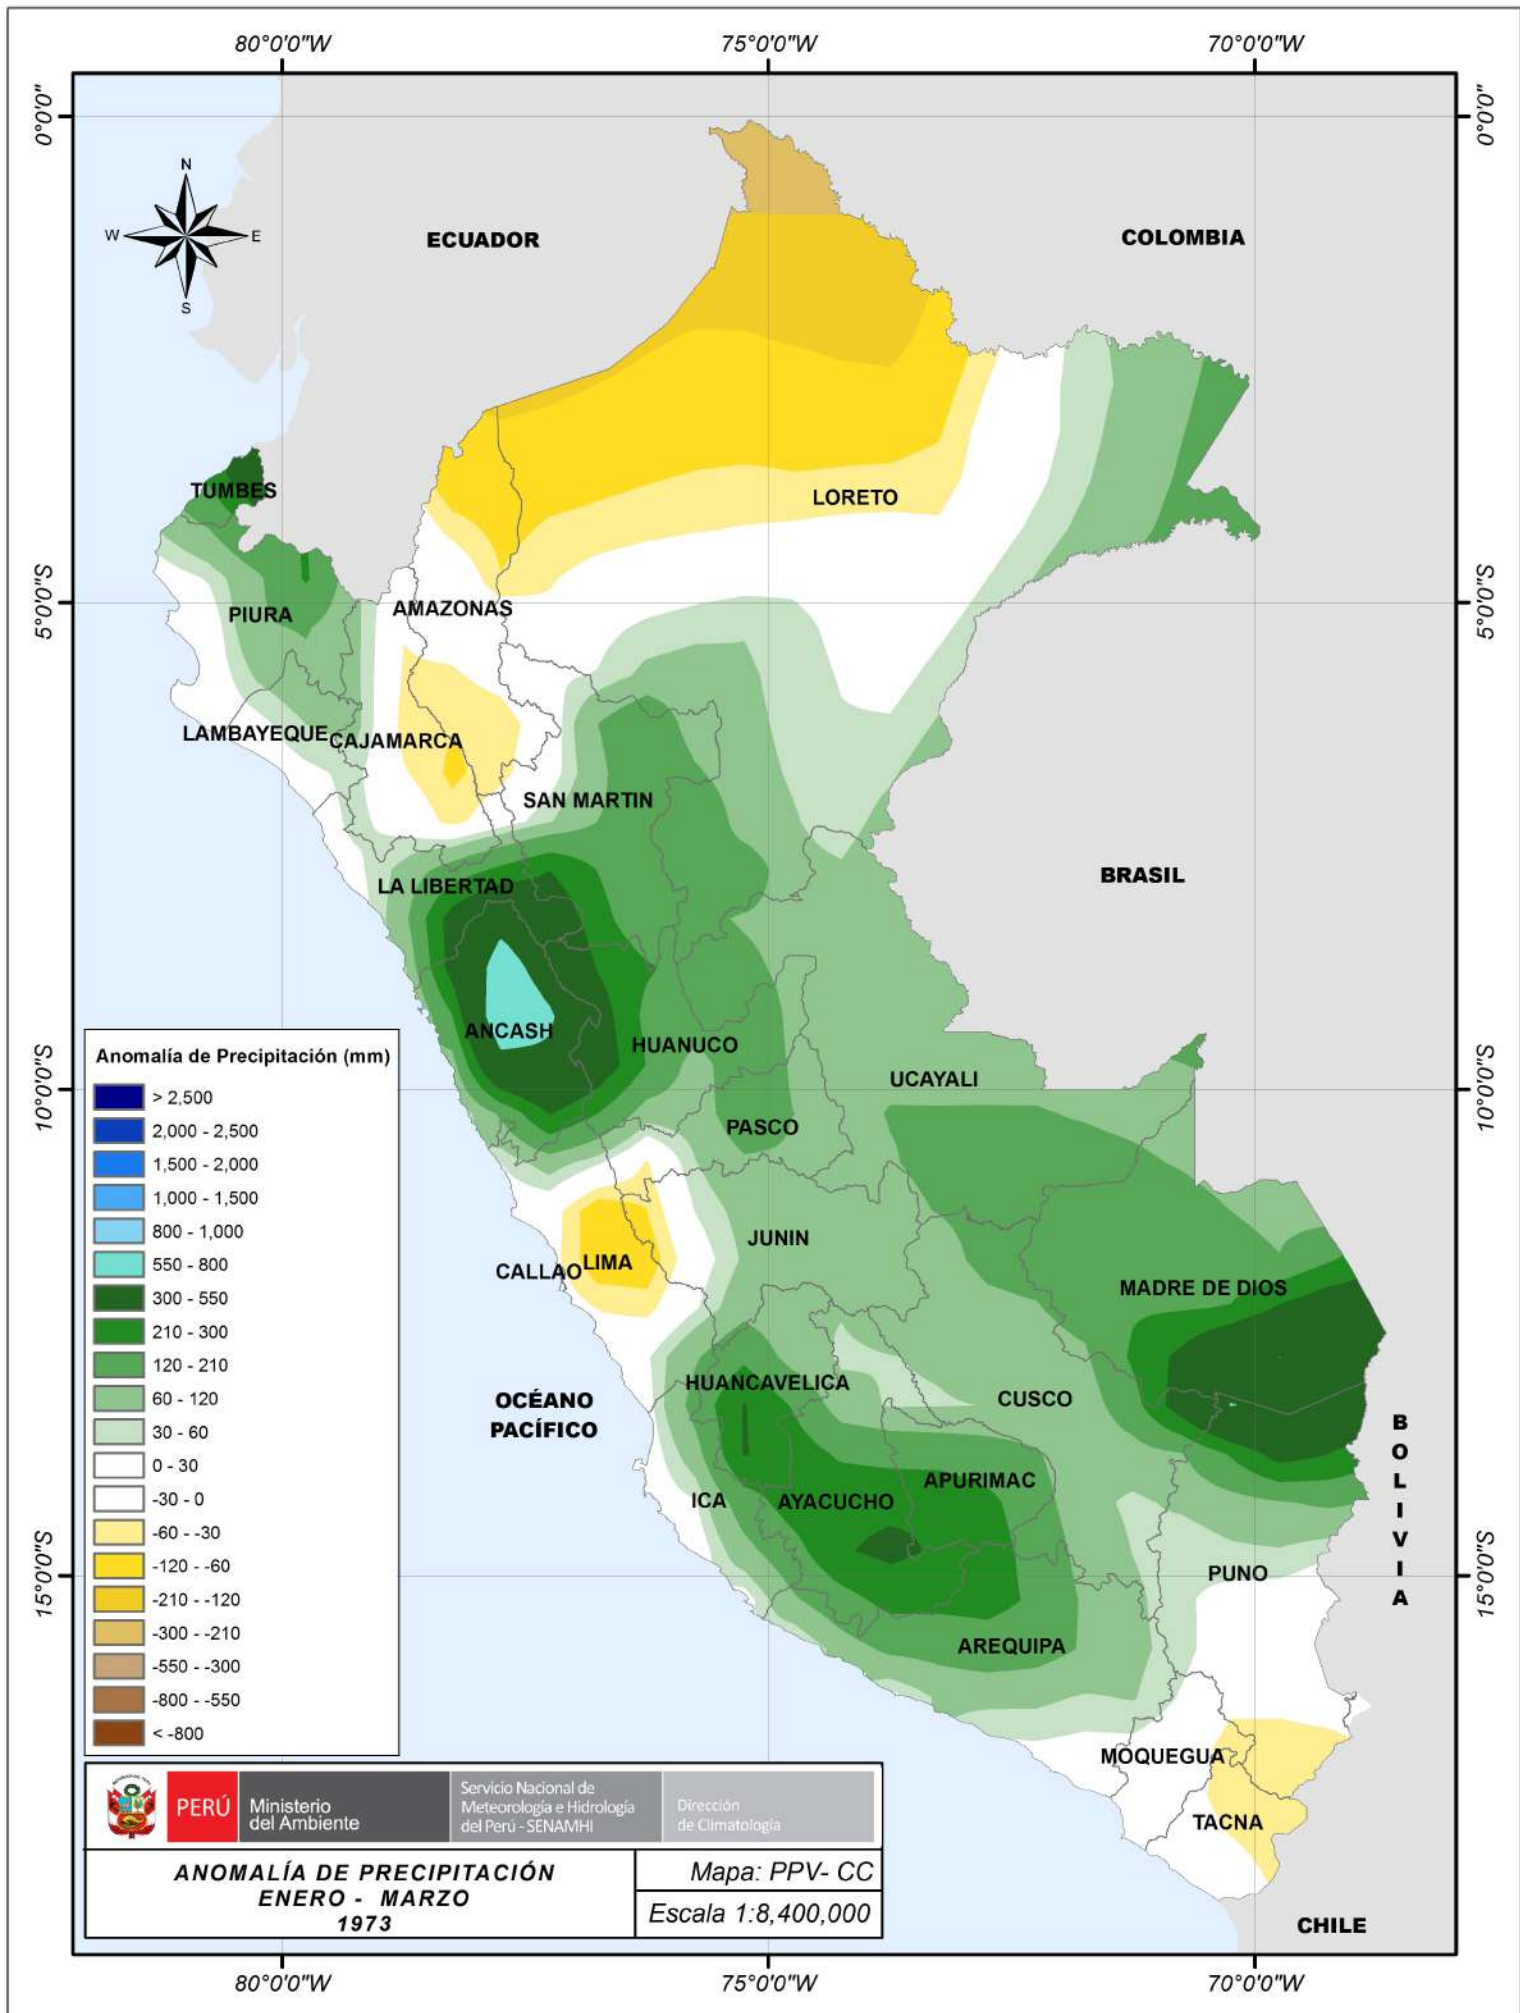 80°0'0"W
75°0'0"W
70°0'0"W
0°0'0"
0°0'0"
N
W
E
S
ECUADOR
COLOMBIA
TUMBES
LORETO
5°0'0"S
5°0'0"S
PIURA
AMAZONAS
LAMBAYEQUE
CAJAMARCA
SAN MARTIN
BRASIL
LA LIBERTAD
ANCASH
HUANUCO
UCAYALI
10°0'0"S
10°0'0"S
PASCO
JUNIN
CALLAO
LIMA
MADRE DE DIOS
HUANCAVELICA
CUSCO
OCÉANO
PACÍFICO
BOLIVIA
APURIMAC
ICA
AYACUCHO
15°0'0"S
15°0'0"S
PUNO
AREQUIPA
MOQUEGUA
TACNA
CHILE
Anomalía de Precipitación (mm)
> 2,500
2,000 - 2,500
1,500 - 2,000
1,000 - 1,500
800 - 1,000
550 - 800
300 - 550
210 - 300
120 - 210
60 - 120
30 - 60
0 - 30
-30 - 0
-60 - -30
-120 - -60
-210 - -120
-300 - -210
-550 - -300
-800 - -550
< -800
PERÚ
Ministerio
del Ambiente
Servicio Nacional de
Meteorología e Hidrología
del Perú - SENAMHI
Dirección
de Climatología
ANOMALÍA DE PRECIPITACIÓN
ENERO - MARZO
1973
Mapa: PPV- CC
Escala 1:8,400,000
80°0'0"W
75°0'0"W
70°0'0"W